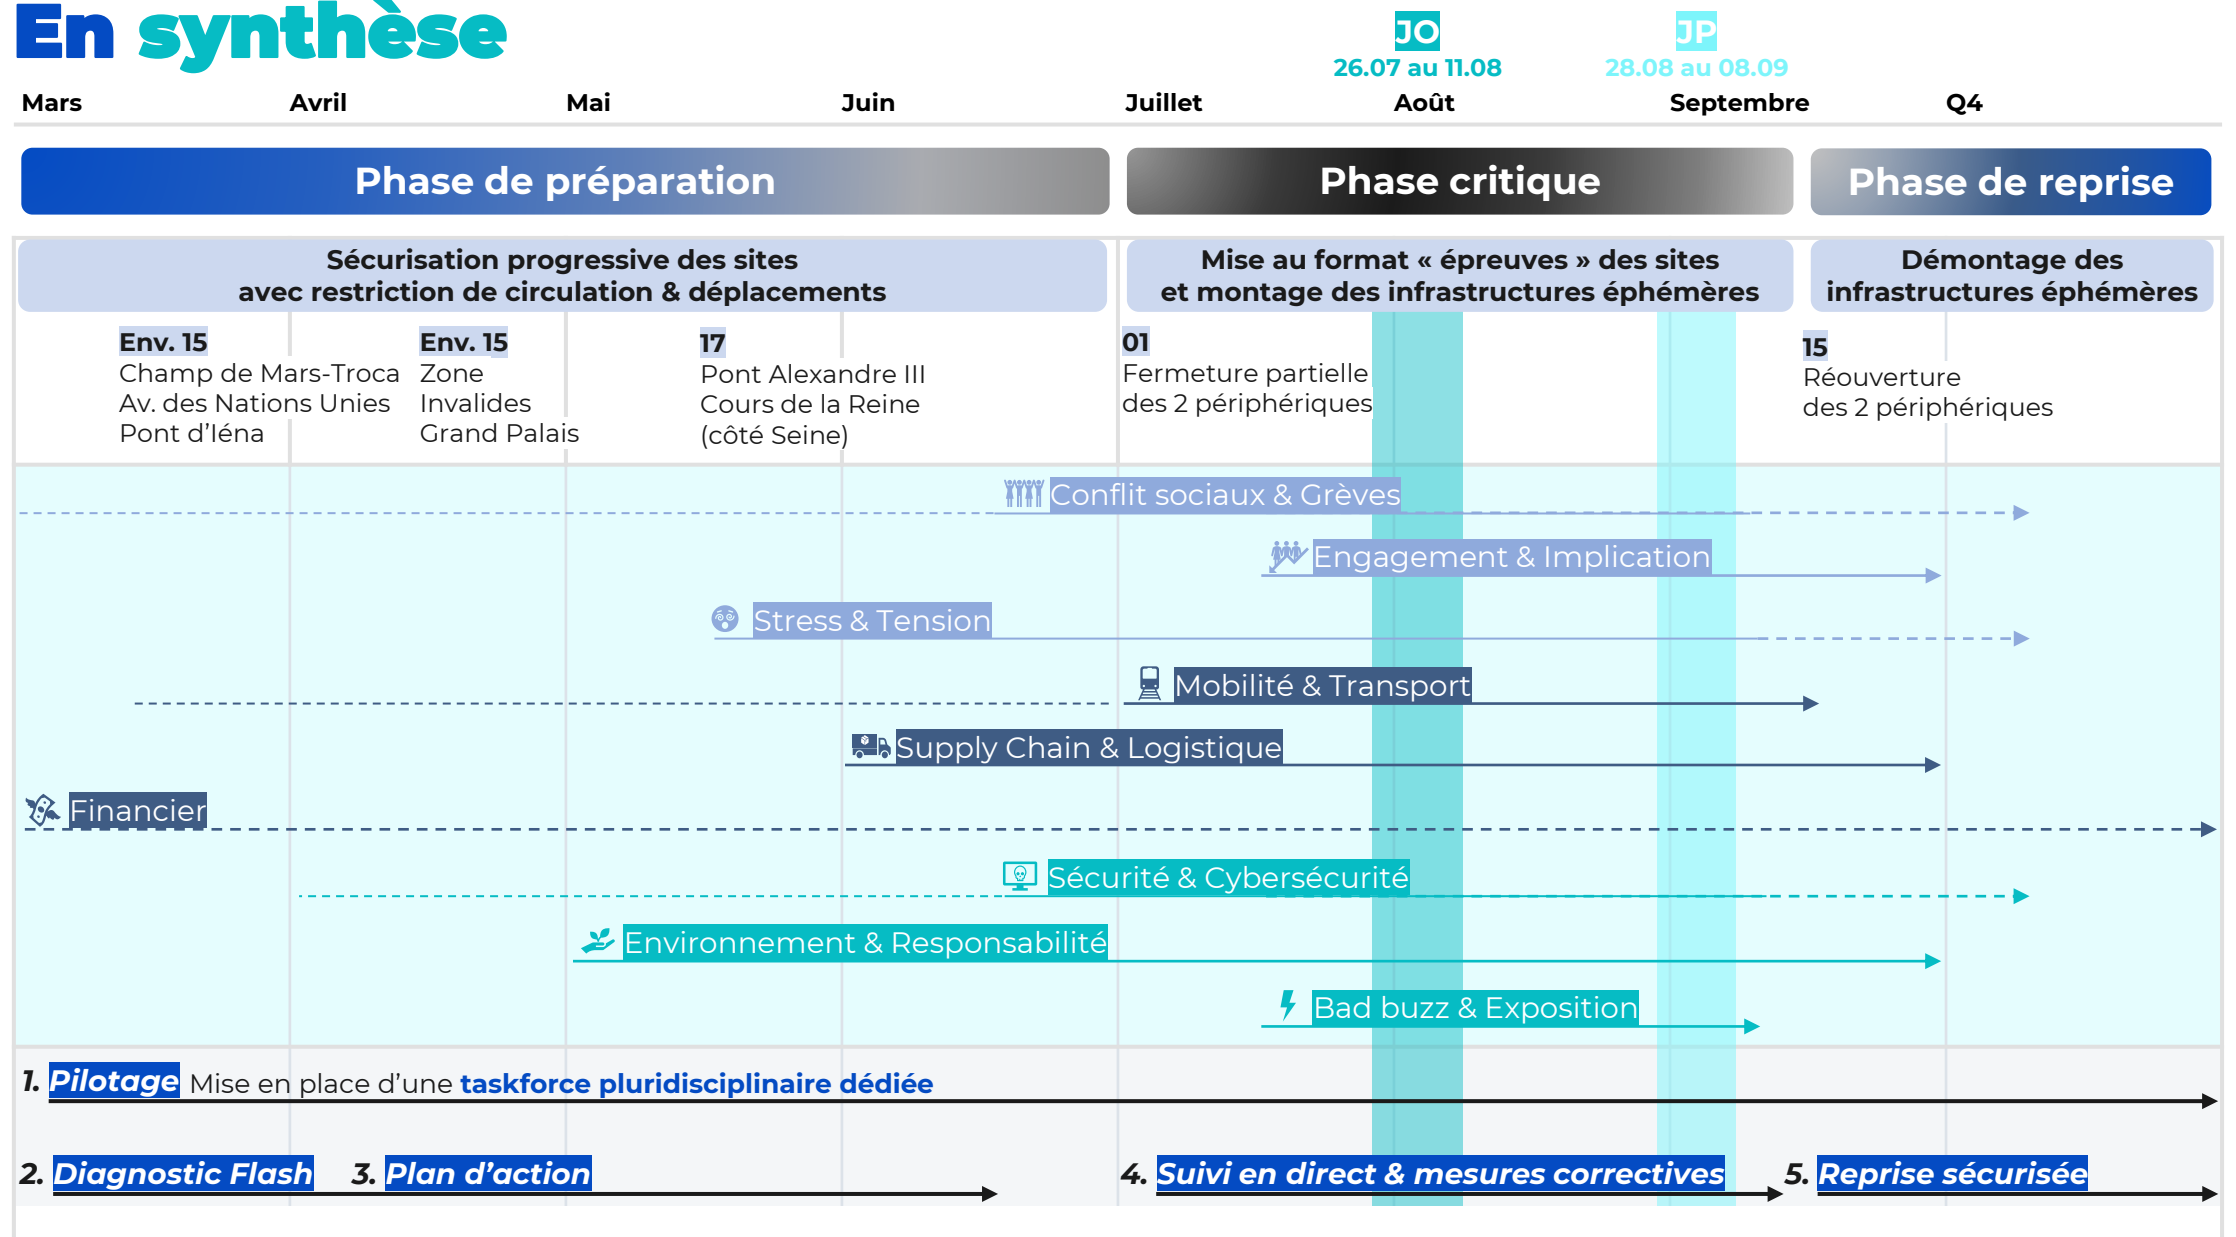 En synthèse
JO
26.07 au 11.08
JP
28.08 au 08.09
Mars
Avril
Mai
Juin
Juillet
Août
Septembre
Q4
Phase de préparation
Phase critique
Phase de reprise
Sécurisation progressive des sites
avec restriction de circulation & déplacements
Mise au format « épreuves » des sites
et montage des infrastructures éphémères
Démontage des
infrastructures éphémères
Env. 15
Champ de Mars-Troca
Av. des Nations Unies
Pont d’Iéna
Env. 15
Zone
Invalides
Grand Palais
17
Pont Alexandre III
Cours de la Reine
(côté Seine)
01
Fermeture partielle
des 2 périphériques
15
Réouverture
des 2 périphériques
Conflit sociaux & Grèves
Engagement & Implication
Stress & Tension
Mobilité & Transport
Supply Chain & Logistique
Financier
Sécurité & Cybersécurité
Environnement & Responsabilité
Bad buzz & Exposition
1. Pilotage Mise en place d’une taskforce pluridisciplinaire dédiée
2. Diagnostic Flash
3. Plan d’action
4. Suivi en direct & mesures correctives
5. Reprise sécurisée